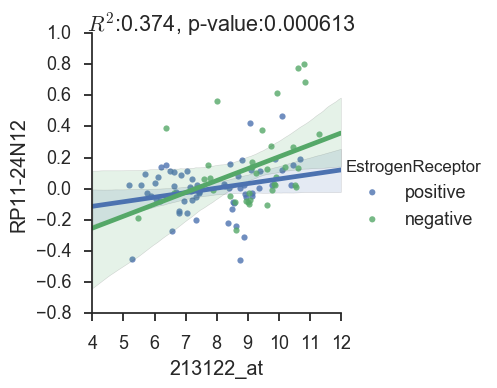 R²:0.374, p-value:0.000613
1.0
0.8
0.6
0.4
0.2
0.0
−0.2
−0.4
−0.6
−0.8
RP11-24N12
4 5 6 7 8 9 10 11 12
213122_at
EstrogenReceptor
positive
negative